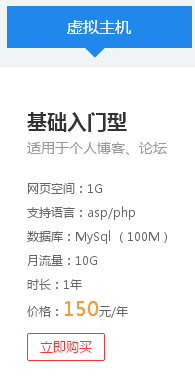 虚拟主机
基础入门型
适用于个人博客、论坛
网页空间：1G
支持语言：asp/php
数据库：MySql（100M）
月流量：10G
时长：1年
价格：150元/年
立即购买